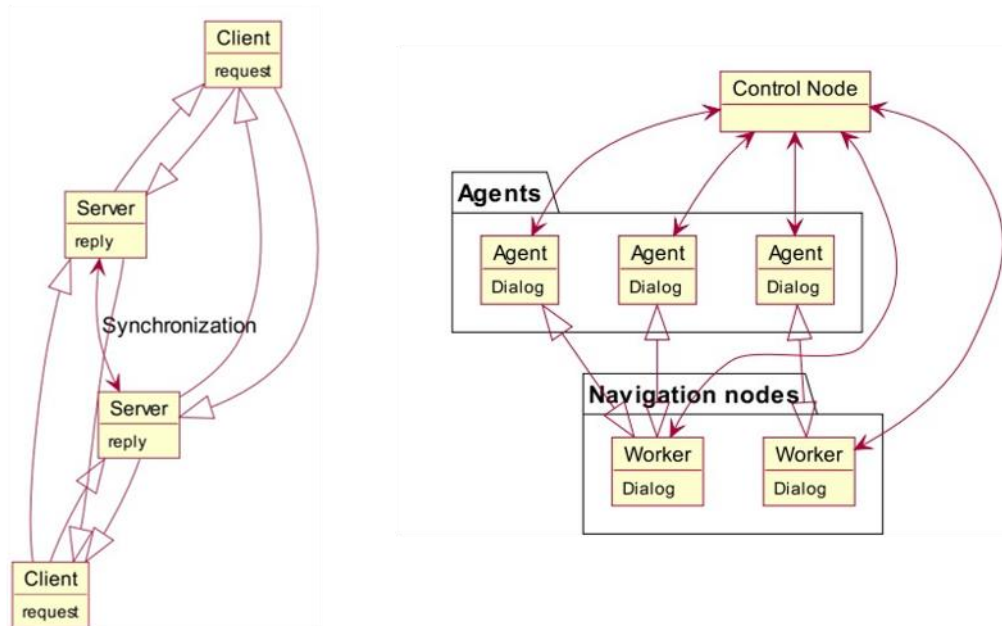 Client
request
Server
reply
Synchronization
Server
reply
Client
request
Control Node
Agents
Agent
Dialog
Agent
Dialog
Agent
Dialog
Navigation nodes
Worker
Dialog
Worker
Dialog